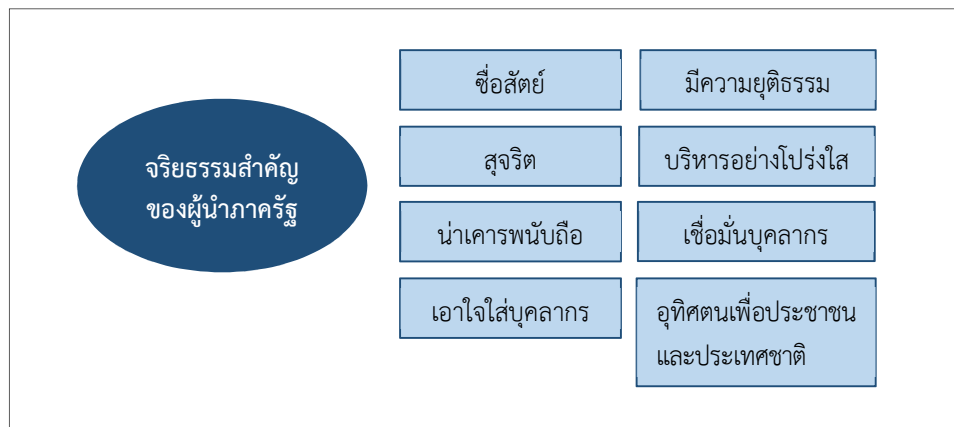 จริยธรรมสำคัญ
ของผู้นำภาครัฐ
ซื่อสัตย์
มีความยุติธรรม
สุจริต
บริหารอย่างโปร่งใส
น่าเคารพนับถือ
เชื่อมั่นบุคลากร
เอาใจใส่บุคลากร
อุทิศตนเพื่อประชาชน
และประเทศชาติ